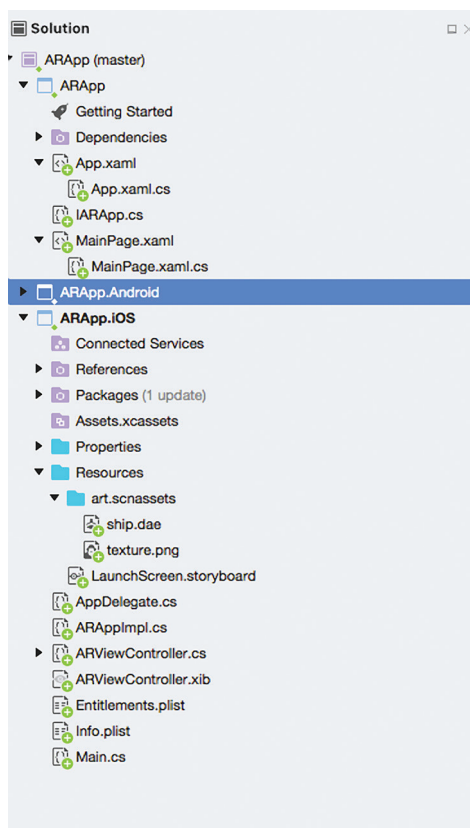 Solution
ARApp (master)
ARApp
Getting Started
Dependencies
App.xaml
App.xaml.cs
IARApp.cs
MainPage.xaml
MainPage.xaml.cs
ARApp.Android
ARApp.iOS
Connected Services
References
Packages (1 update)
Assets.xcassets
Properties
Resources
art.scnassets
ship.dae
texture.png
LaunchScreen.storyboard
AppDelegate.cs
ARAppImpl.cs
ARViewController.cs
ARViewController.xib
Entitlements.plist
Info.plist
Main.cs